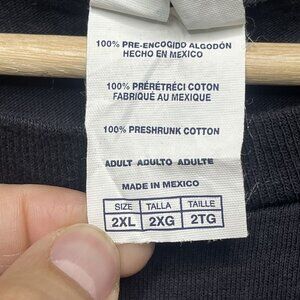 100% PRE-ENCOGIDO ALGODÓN
HECHO EN MEXICO
100% PRÉRÉTRÉCI COTON
FABRIQUÉ AU MEXIQUE
100% PRESHRUNK COTTON
ADULT ADULTO ADULTE
MADE IN MEXICO
SIZE TALLA TAILLE
2XL 2XG 2TG